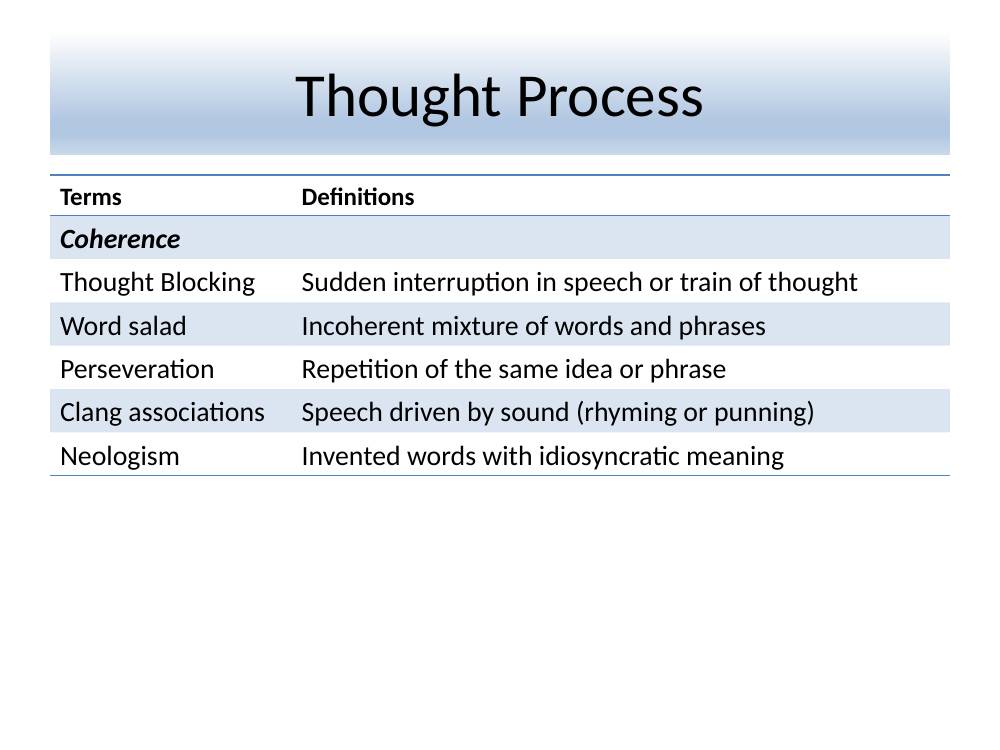 Thought Process
Terms Definitions
Coherence
Thought Blocking Sudden interruption in speech or train of thought
Word salad Incoherent mixture of words and phrases
Perseveration Repetition of the same idea or phrase
Clang associations Speech driven by sound (rhyming or punning)
Neologism Invented words with idiosyncratic meaning